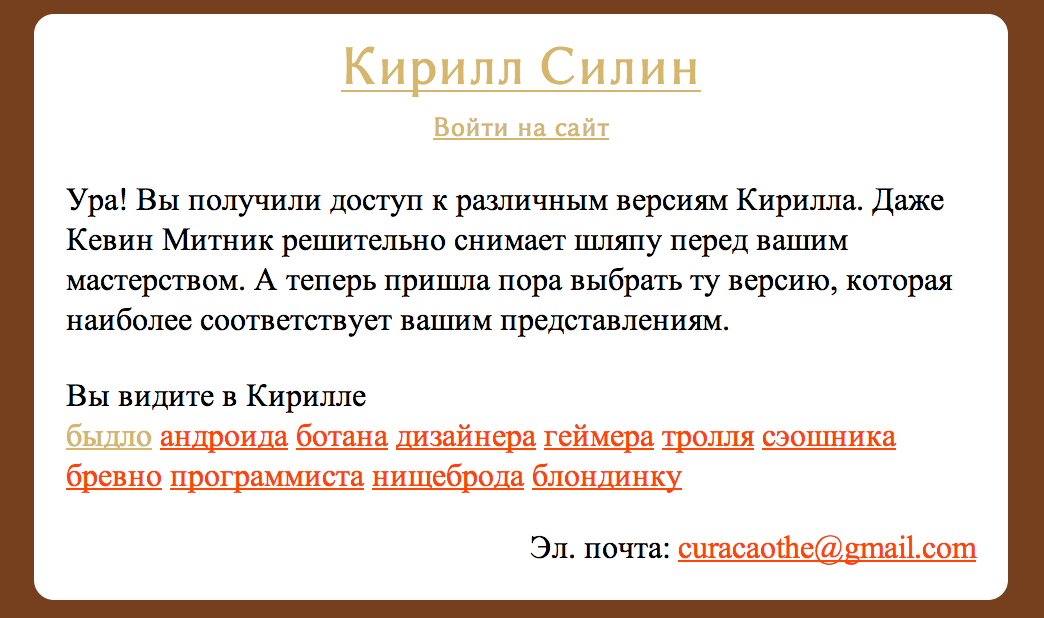 Кирилл Силин
Войти на сайт
Ура! Вы получили доступ к различным версиям Кирилла. Даже
Кевин Митник решительно снимает шляпу перед вашим
мастерством. А теперь пришла пора выбрать ту версию, которая
наиболее соответствует вашим представлениям.
Вы видите в Кирилле
быдло андроида ботана дизайнера геймера тролля сэошника
бревно программиста нищеброда блондинку
Эл. почта: curacaothe@gmail.com